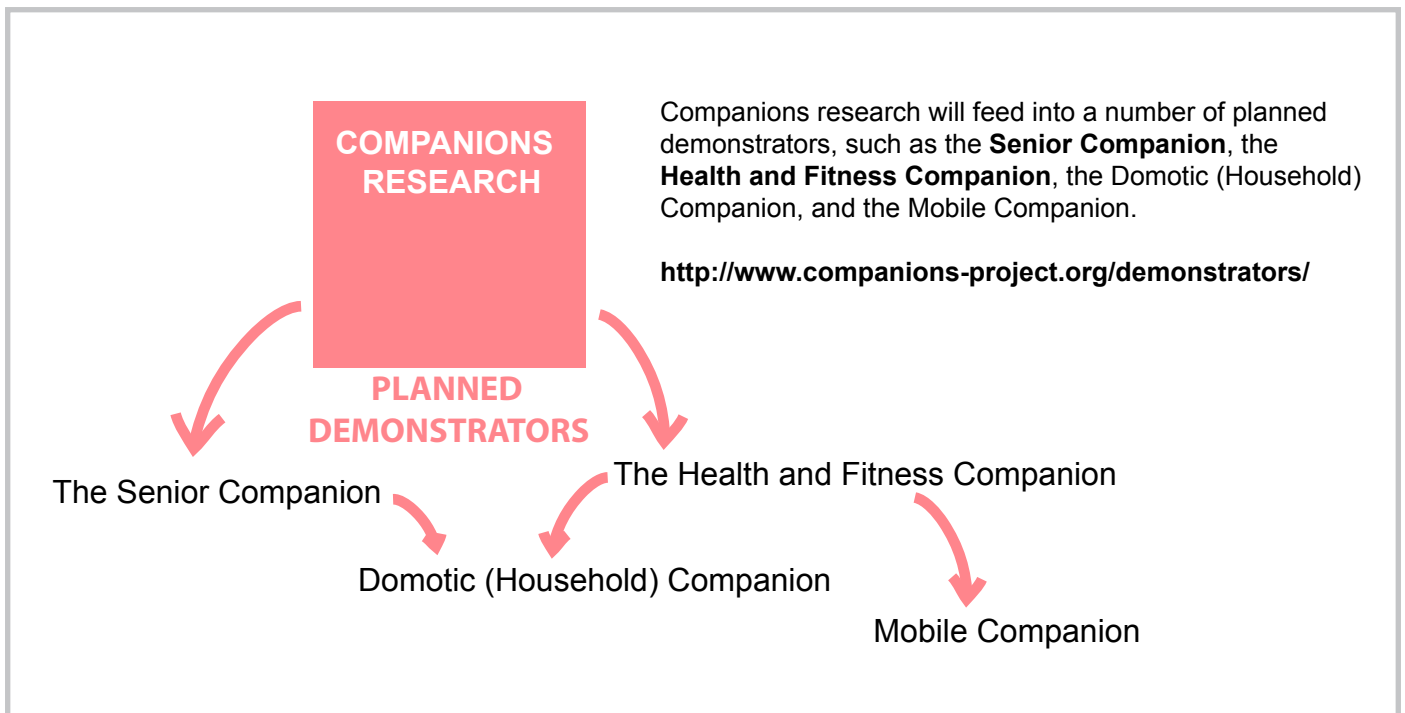 COMPANIONS
RESEARCH
Companions research will feed into a number of planned
demonstrators, such as the Senior Companion, the
Health and Fitness Companion, the Domotic (Household)
Companion, and the Mobile Companion.
http://www.companions-project.org/demonstrators/
PLANNED
DEMONSTRATORS
The Senior Companion
The Health and Fitness Companion
Domotic (Household) Companion
Mobile Companion